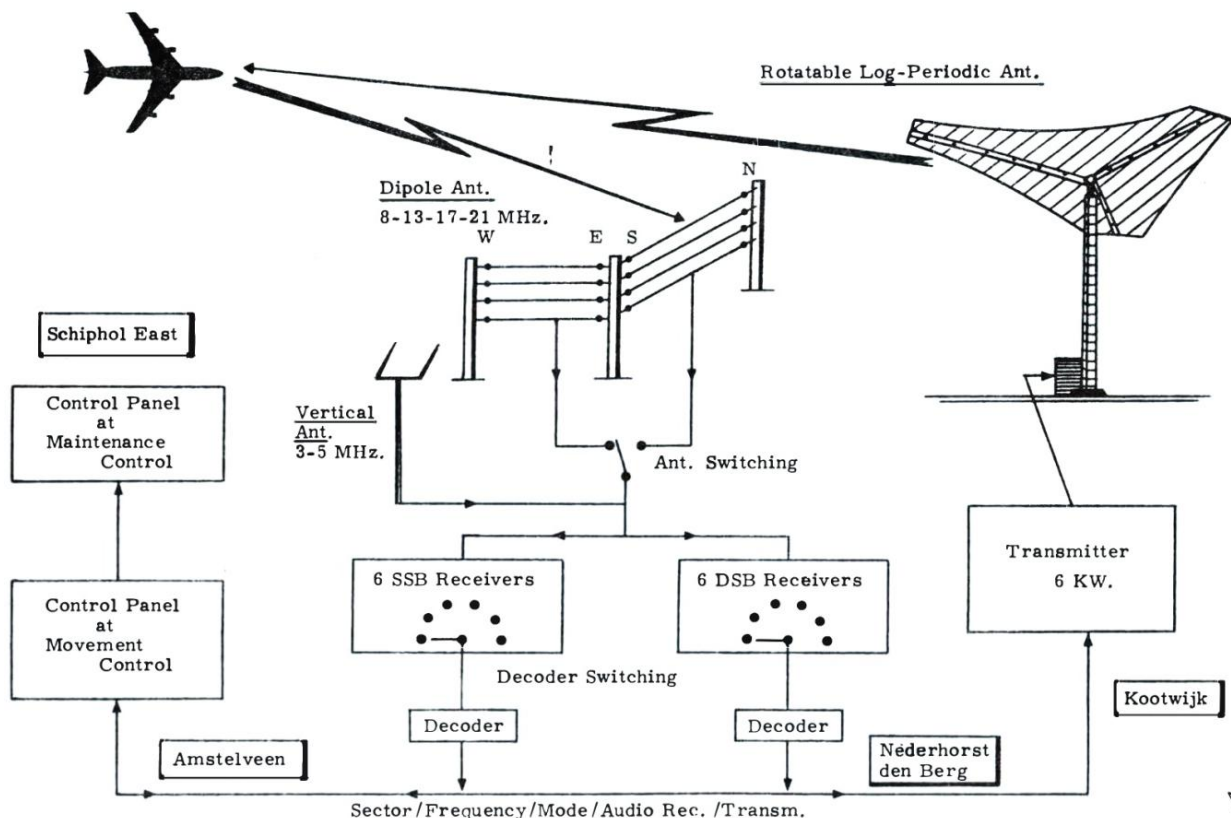 Rotatable Log-Periodic Ant.
Dipole Ant.
8-13-17-21 MHz.
N
W
E
S
Schiphol East
Control Panel
at
Maintenance
Control
Vertical
Ant.
3-5 MHz.
Ant. Switching
6 SSB Receivers
6 DSB Receivers
Transmitter
6 KW.
Control Panel
at
Movement
Control
Decoder Switching
Decoder
Decoder
Kootwijk
Amstelveen
Néderhorst
den Berg
Sector/Frequency/Mode/Audio Rec. /Transm.